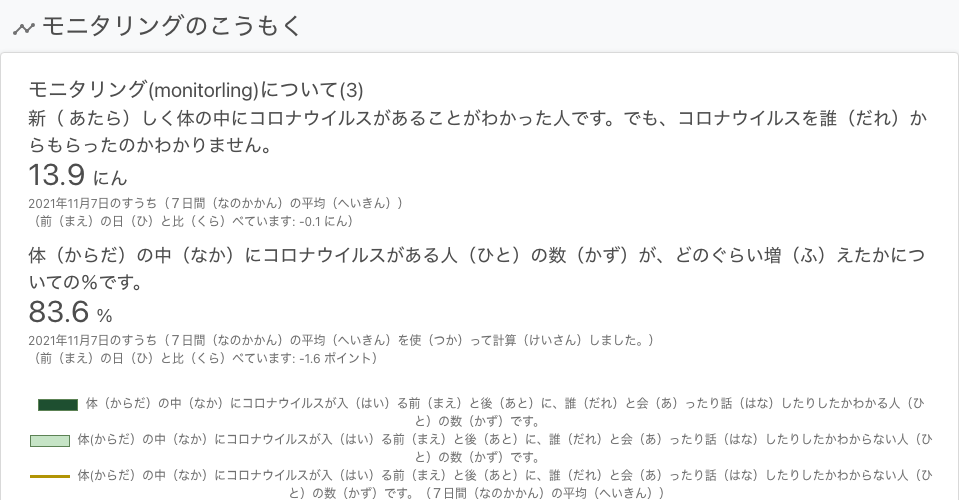 モニタリングのこうもく
モニタリング(monitorling)について(3)
新（ あたら）しく体の中にコロナウイルスがあることがわかった人です。でも、コロナウイルスを誰（だれ）か
らもらったのかわかりません。
13.9 にん
2021年11月7日のすうち（７日間（なのかかん）の平均（へいきん））
（前（まえ）の日（ひ）と比（くら）べています: -0.1 にん）
体（からだ）の中（なか）にコロナウイルスがある人（ひと）の数（かず）が、どのぐらい増（ふ）えたかにつ
いての％です。
83.6 %
2021年11月7日のすうち（７日間（なのかかん）の平均（へいきん）を使（つか）って計算（けいさん）しました。）
（前（まえ）の日（ひ）と比（くら）べています: -1.6 ポイント）
体（からだ）の中（なか）にコロナウイルスが入（はい）る前（まえ）と後（あと）に、誰（だれ）と会（あ）ったり話（はな）したりしたかわかる人（ひ
と）の数（かず）です。
体(からだ）の中（なか）にコロナウイルスが入（はい）る前（まえ）と後（あと）に、誰（だれ）と会（あ）ったり話（はな）したりしたかわからない人（ひ
と）の数（かず）です。
体(からだ）の中（なか）にコロナウイルスが入（はい）る前（まえ）と後（あと）に、誰（だれ）と会（あ）ったり話（はな）したりしたかわからない人（ひ
と）の数（かず）です。（７日間（なのかかん）の平均（へいきん））